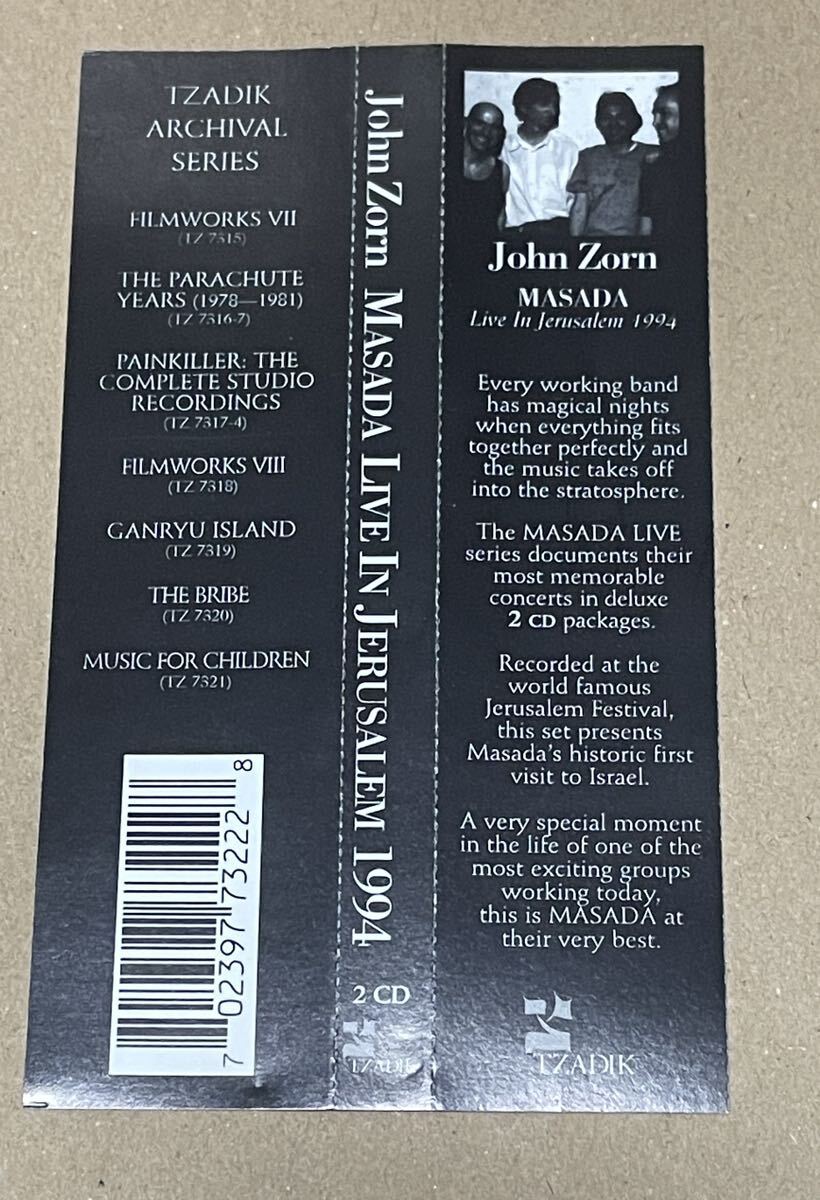 TZADIK
ARCHIVAL
SERIES
FILMWORKS VII
(TZ 7315)
THE PARACHUTE
YEARS (1978—1981)
(TZ 7316-7)
PAINKILLER: THE
COMPLETE STUDIO
RECORDINGS
(TZ 7317-4)
FILMWORKS VIII
(TZ 7318)
GANRYU ISLAND
(TZ 7319)
THE BRIBE
(TZ 7320)
MUSIC FOR CHILDREN
(TZ 7321)
7 02397 73222 8
John Zorn MASADA LIVE IN JERUSALEM 1994
2 CD
TZADIK
John Zorn
MASADA
Live In Jerusalem 1994
Every working band
has magical nights
when everything fits
together perfectly and
the music takes off
into the stratosphere.
The MASADA LIVE
series documents their
most memorable
concerts in deluxe
2 CD packages.
Recorded at the
world famous
Jerusalem Festival,
this set presents
Masada's historic first
visit to Israel.
A very special moment
in the life of one of the
most exciting groups
working today,
this is MASADA at
their very best.
TZADIK